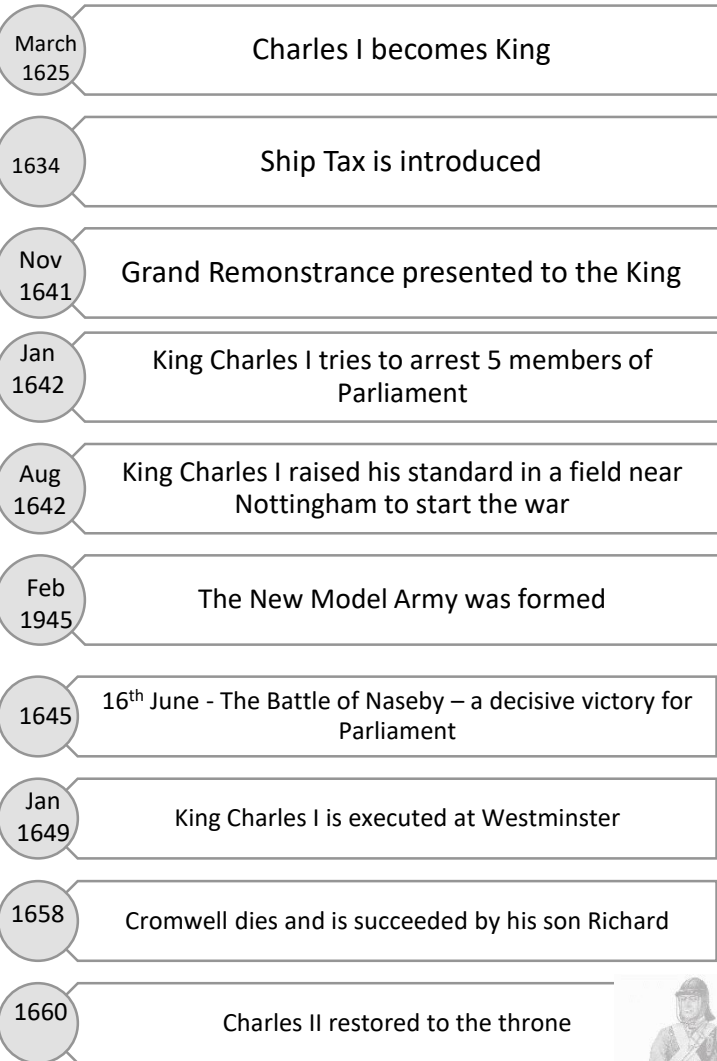 March
1625
Charles I becomes King
1634
Ship Tax is introduced
Nov
1641
Grand Remonstrance presented to the King
Jan
1642
King Charles I tries to arrest 5 members of
Parliament
Aug
1642
King Charles I raised his standard in a field near
Nottingham to start the war
Feb
1945
The New Model Army was formed
1645
16th June - The Battle of Naseby – a decisive victory for
Parliament
Jan
1649
King Charles I is executed at Westminster
1658
Cromwell dies and is succeeded by his son Richard
1660
Charles II restored to the throne